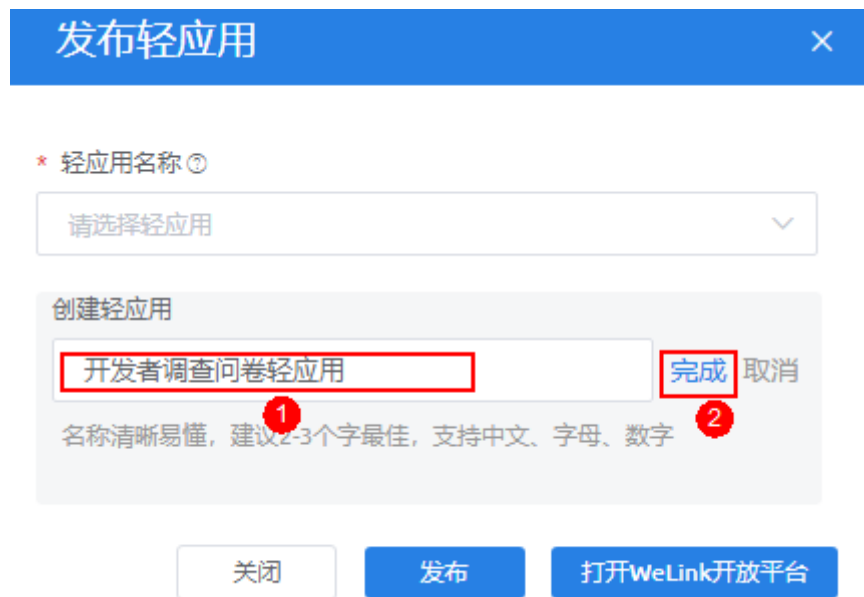 发布轻应用
* 轻应用名称
请选择轻应用
创建轻应用
开发者调查问卷轻应用 完成 取消
1 2
名称清晰易懂，建议2-3个字最佳，支持中文、字母、数字
关闭 发布 打开WeLink开放平台